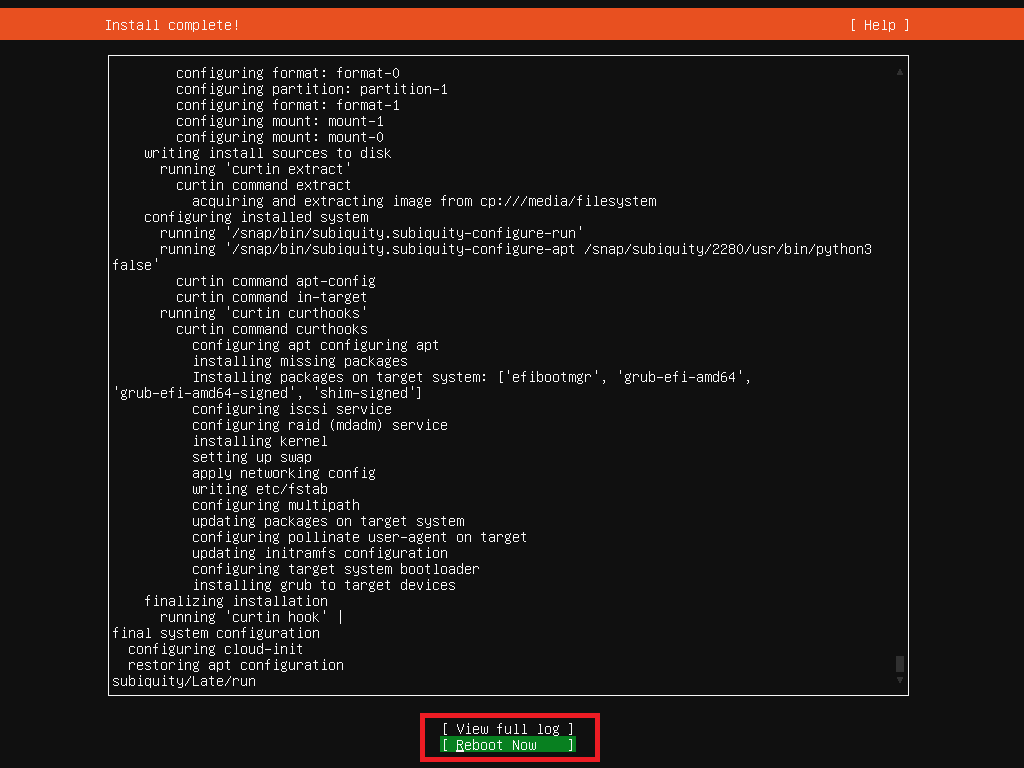 Install complete!
[ Help ]
configuring format: format-0
configuring partition: partition-1
configuring format: format-1
configuring mount: mount-1
configuring mount: mount-0
writing install sources to disk
running 'curtin extract'
curtin command extract
acquiring and extracting image from cp:///media/filesystem
configuring installed system
running '/snap/bin/subiquity.subiquity-configure-run'
running '/snap/bin/subiquity.subiquity-configure-apt /snap/subiquity/2280/usr/bin/python3
false'
curtin command apt-config
curtin command in-target
running 'curtin curthooks'
curtin command curthooks
configuring apt configuring apt
installing missing packages
Installing packages on target system: ['efibootmgr', 'grub-efi-amd64',
'grub-efi-amd64-signed', 'shim-signed']
configuring iscsi service
configuring raid (mdadm) service
installing kernel
setting up swap
apply networking config
writing etc/fstab
configuring multipath
updating packages on target system
configuring pollinate user-agent on target
updating initramfs configuration
configuring target system bootloader
installing grub to target devices
finalizing installation
running 'curtin hook' |
final system configuration
configuring cloud-init
restoring apt configuration
subiquity/Late/run
[ View full log ]
[ Reboot Now ]